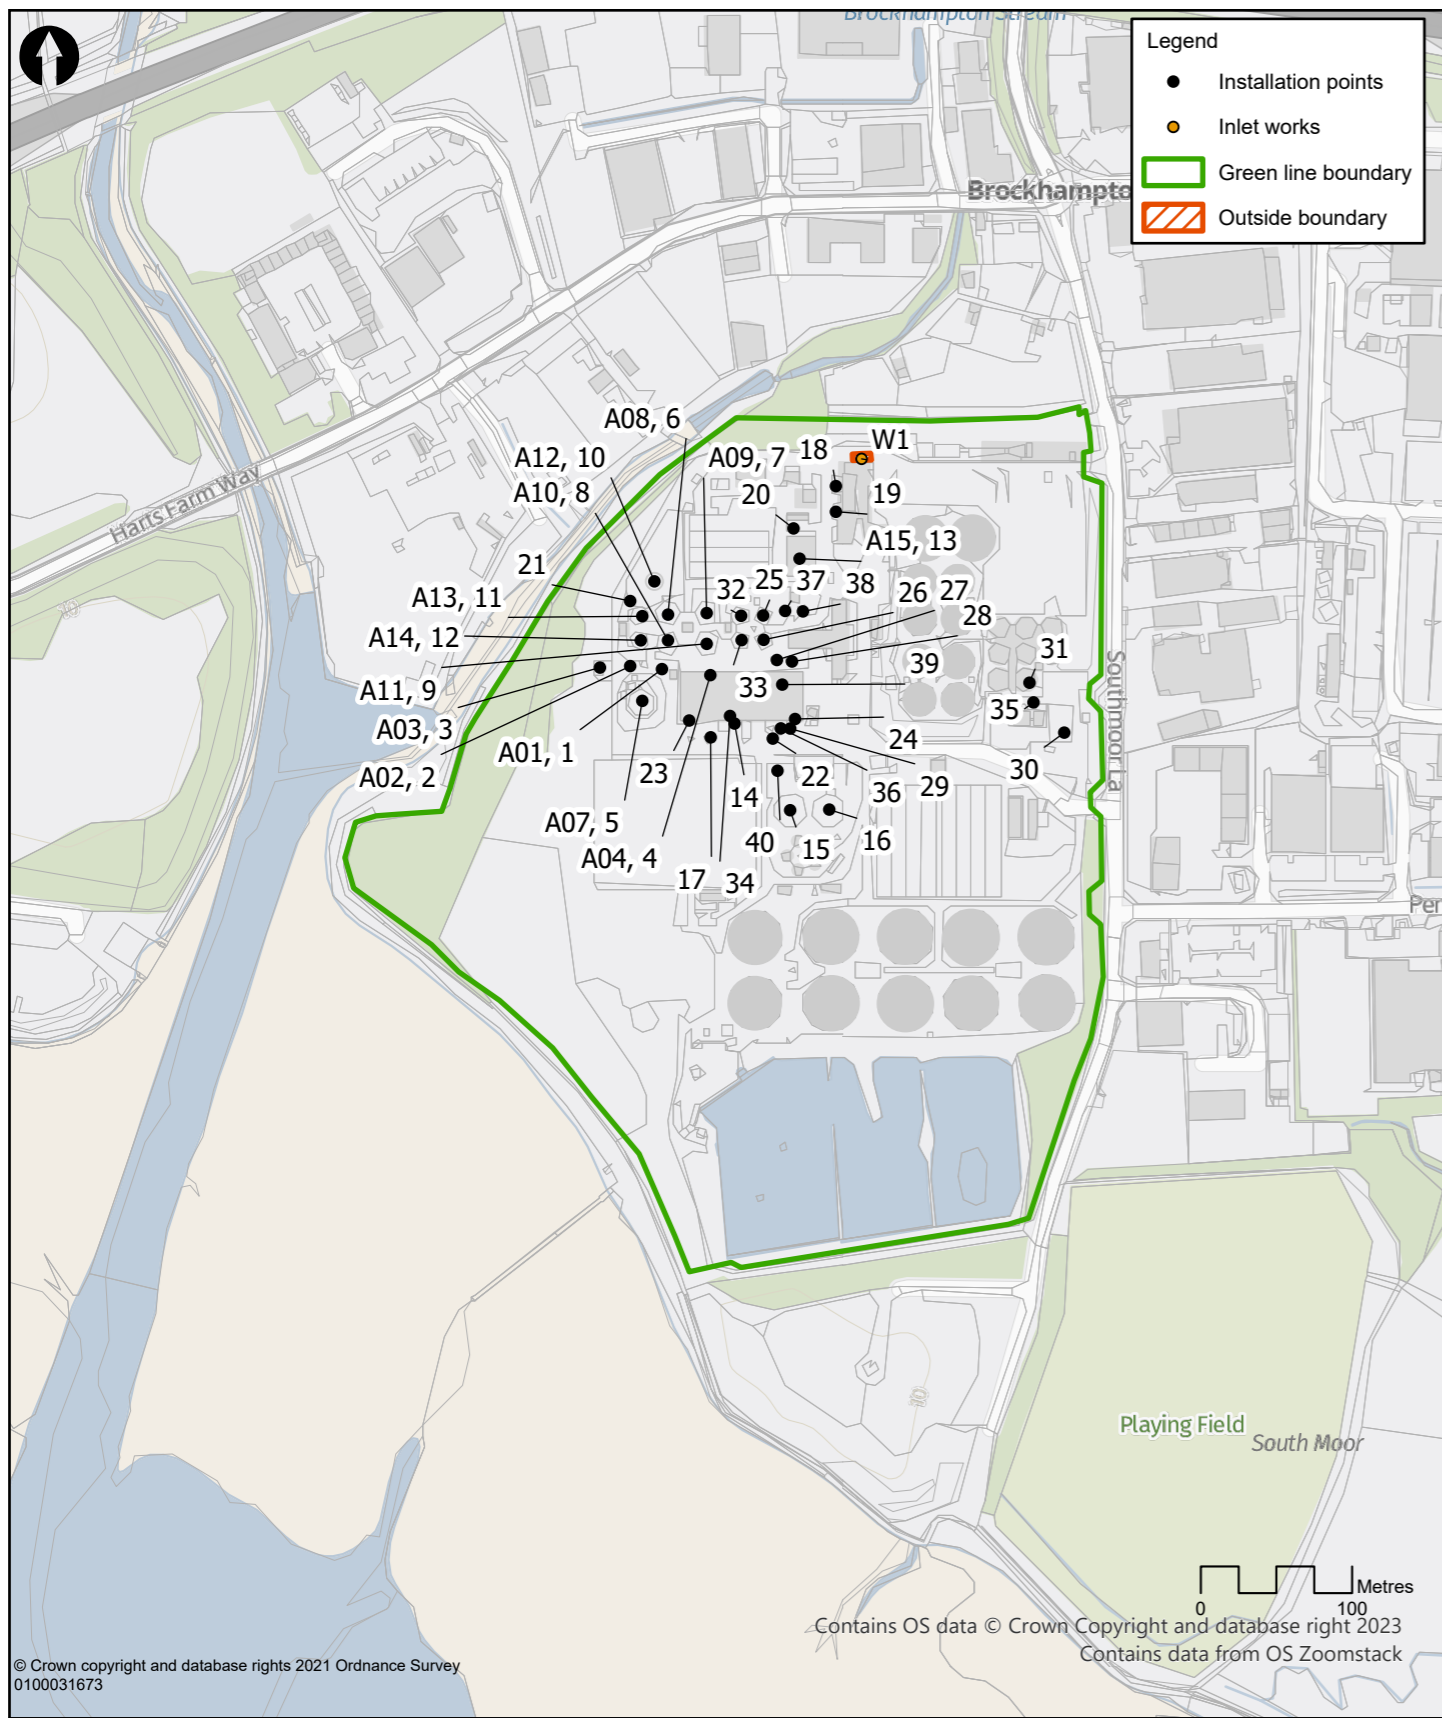 Brockhampton Stream
Legend
Installation points
Inlet works
Green line boundary
Outside boundary
Brockhampto
Harts Farm Way
A08, 6
A12, 10
A10, 8
A09, 7
18
W1
20
19
A15, 13
21
A13, 11
A14, 12
32
25
37
38
26
27
28
A11, 9
A03, 3
A02, 2
A01, 1
33
39
31
35
24
30
Southmoor La
23
14
22
36
29
A07, 5
A04, 4
17
34
40
15
16
Per
10
10
Playing Field
South Moor
Metres
0
100
Contains OS data © Crown Copyright and database right 2023
Contains data from OS Zoomstack
© Crown copyright and database rights 2021 Ordnance Survey
0100031673